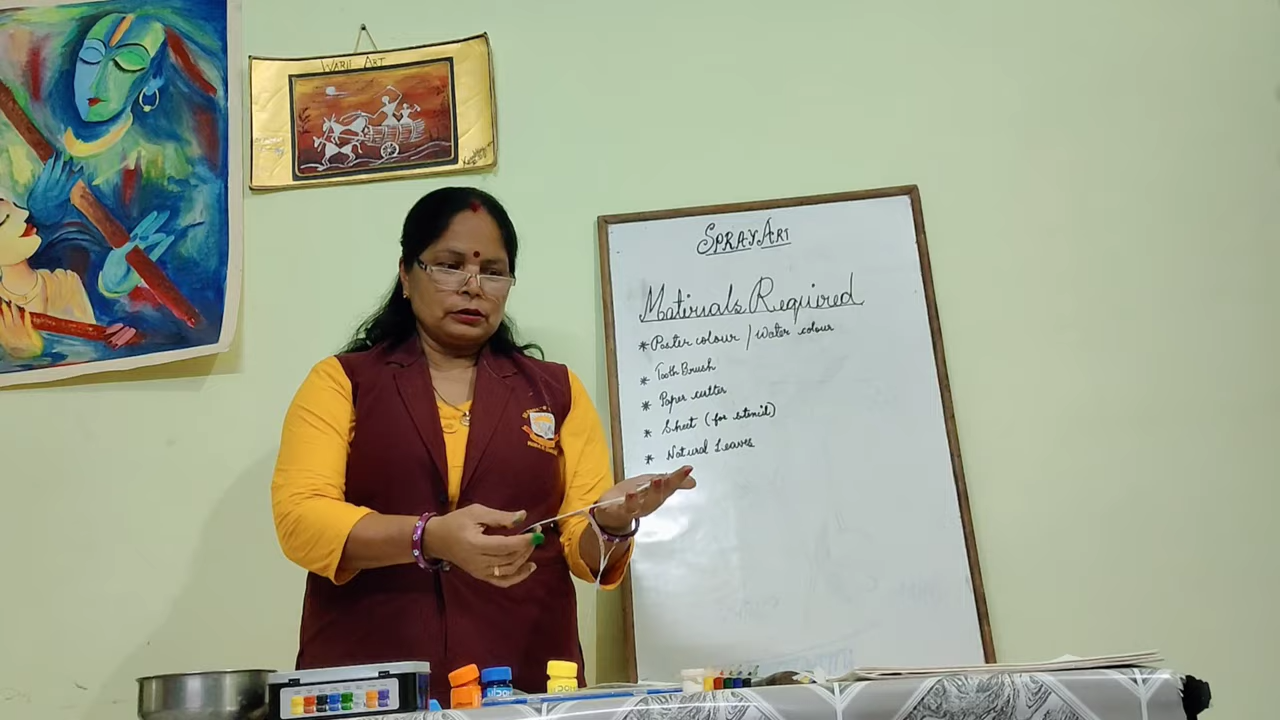 WARLI ART
SPRAY ART
Materials Required
* Poster colour / Water colour
* Tooth Brush
* Paper cutter
* Sheet (for stencil)
* Natural Leaves